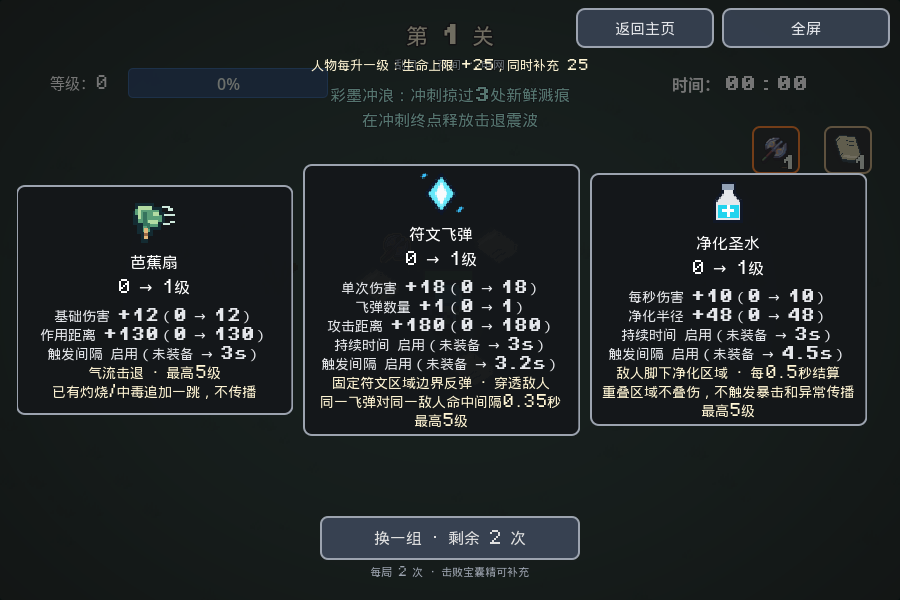 第 1 关
返回主页
全屏
人物每升一级：生命上限 +25，同时补充 25
等级: 0
0%
彩墨冲浪：冲刺掠过3处新鲜溅痕
在冲刺终点释放击退震波
时间: 00:00
1
1
芭蕉扇
0 → 1级
基础伤害 +12(0 → 12)
作用距离 +130(0 → 130)
触发间隔 启用(未装备 → 3s)
气流击退 · 最高5级
已有灼烧/中毒追加一跳，不传播
符文飞弹
0 → 1级
单次伤害 +18(0 → 18)
飞弹数量 +1(0 → 1)
攻击距离 +180(0 → 180)
持续时间 启用(未装备 → 3s)
触发间隔 启用(未装备 → 3.2s)
固定符文区域边界反弹 · 穿透敌人
同一飞弹对同一敌人命中间隔0.35秒
最高5级
净化圣水
0 → 1级
每秒伤害 +10(0 → 10)
净化半径 +48(0 → 48)
持续时间 启用(未装备 → 3s)
触发间隔 启用(未装备 → 4.5s)
敌人脚下净化区域 · 每0.5秒结算
重叠区域不叠伤，不触发暴击和异常传播
最高5级
换一组 · 剩余 2 次
每局 2 次 · 击败宝囊精可补充